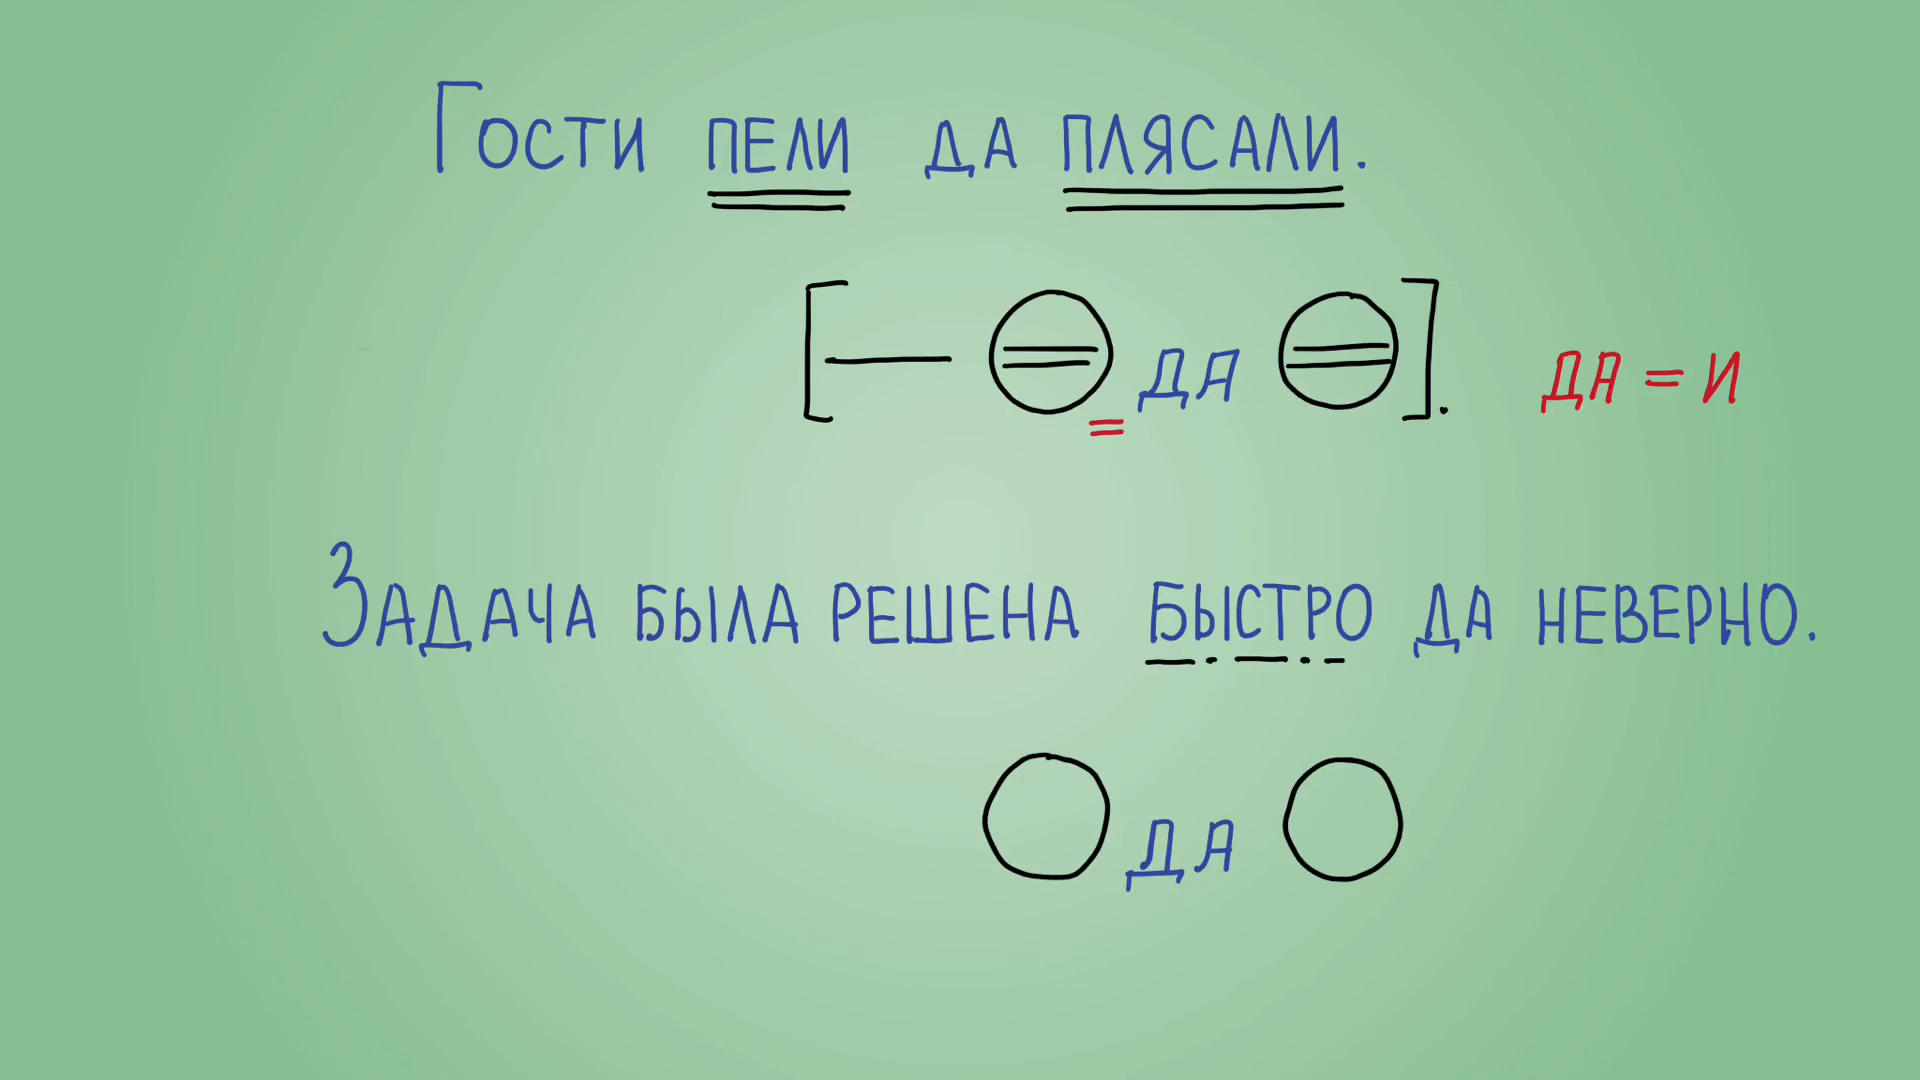 Гости пели да плясали.
[— = да =]. да = и
=
Задача была решена быстро да неверно.
да